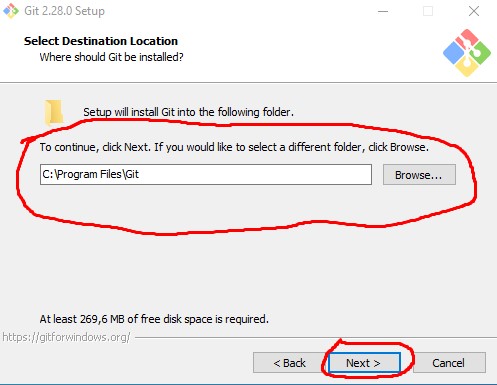 Git 2.28.0 Setup
Select Destination Location
Where should Git be installed?
Setup will install Git into the following folder.
To continue, click Next. If you would like to select a different folder, click Browse.
C:\Program Files\Git
Browse...
At least 269,6 MB of free disk space is required.
https://gitforwindows.org/
< Back
Next >
Cancel